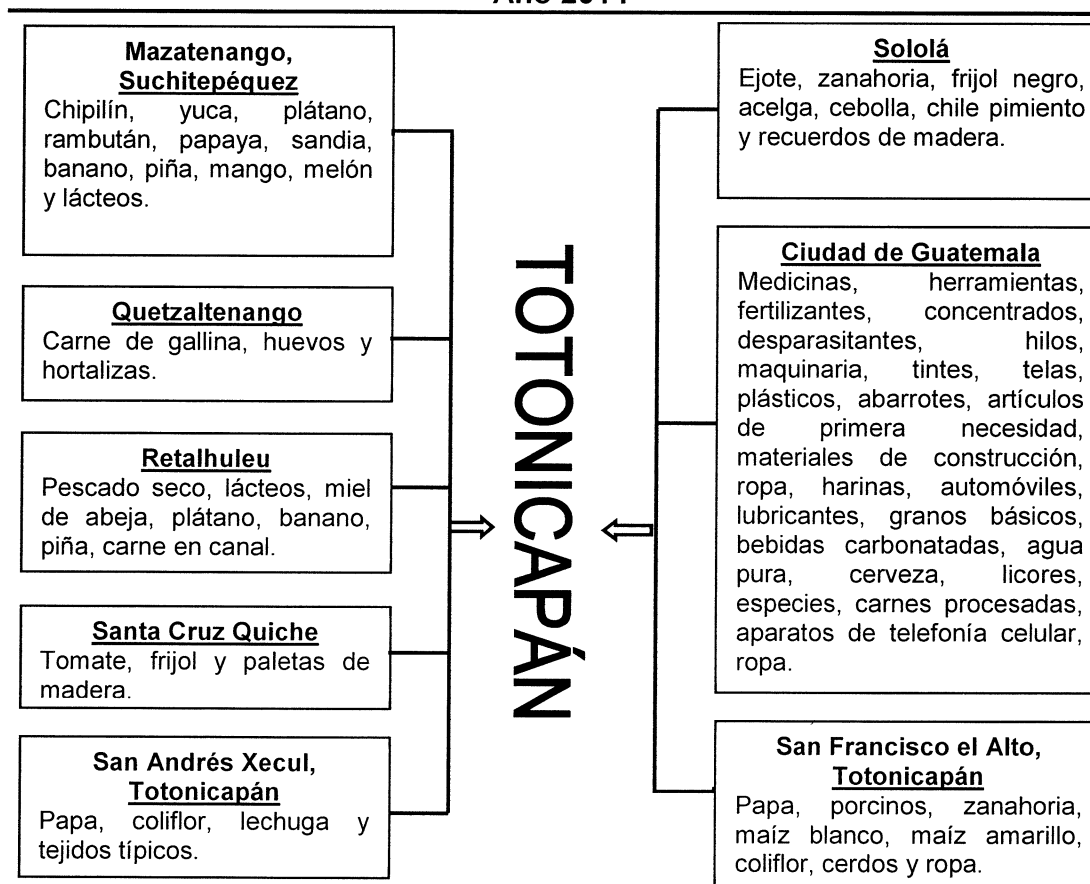 Mazatenango,
Suchitepéquez
Chipilín, yuca, plátano,
rambután, papaya, sandia,
banano, piña, mango, melón
y lácteos.
Quetzaltenango
Carne de gallina, huevos y
hortalizas.
Retalhuleu
Pescado seco, lácteos, miel
de abeja, plátano, banano,
piña, carne en canal.
Santa Cruz Quiche
Tomate, frijol y paletas de
madera.
San Andrés Xecul,
Totonicapán
Papa, coliflor, lechuga y
tejidos típicos.
TOTONICAPÁN
Sololá
Ejote, zanahoria, frijol negro,
acelga, cebolla, chile pimiento
y recuerdos de madera.
Ciudad de Guatemala
Medicinas, herramientas,
fertilizantes, concentrados,
desparasitantes, hilos,
maquinaria, tintes, telas,
plásticos, abarrotes, artículos
de primera necesidad,
materiales de construcción,
ropa, harinas, automóviles,
lubricantes, granos básicos,
bebidas carbonatadas, agua
pura, cerveza, licores,
especies, carnes procesadas,
aparatos de telefonía celular,
ropa.
San Francisco el Alto,
Totonicapán
Papa, porcinos, zanahoria,
maíz blanco, maíz amarillo,
coliflor, cerdos y ropa.